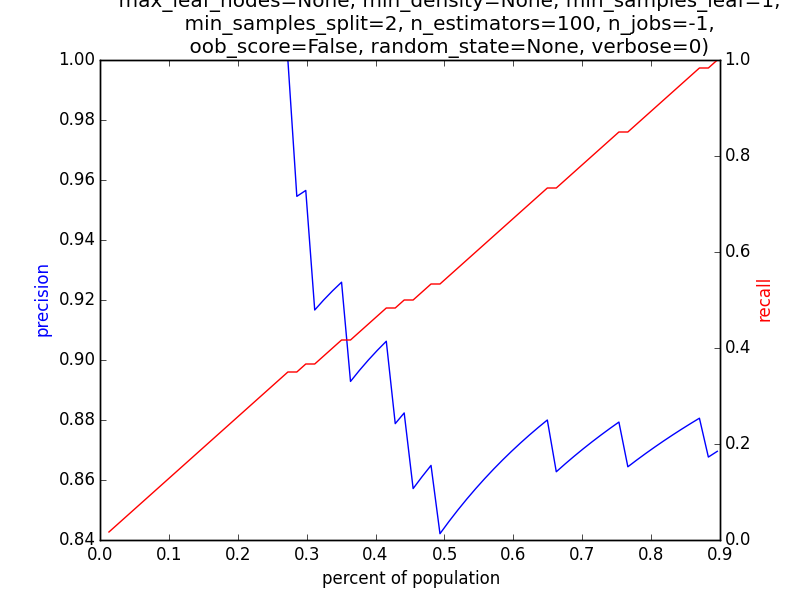 max_leaf_nodes=None, min_density=None, min_samples_leaf=1,
min_samples_split=2, n_estimators=100, n_jobs=-1,
oob_score=False, random_state=None, verbose=0)
1.00
0.98
0.96
0.94
0.92
0.90
0.88
0.86
0.84
precision
1.0
0.8
0.6
0.4
0.2
0.0
recall
0.0 0.1 0.2 0.3 0.4 0.5 0.6 0.7 0.8 0.9
percent of population